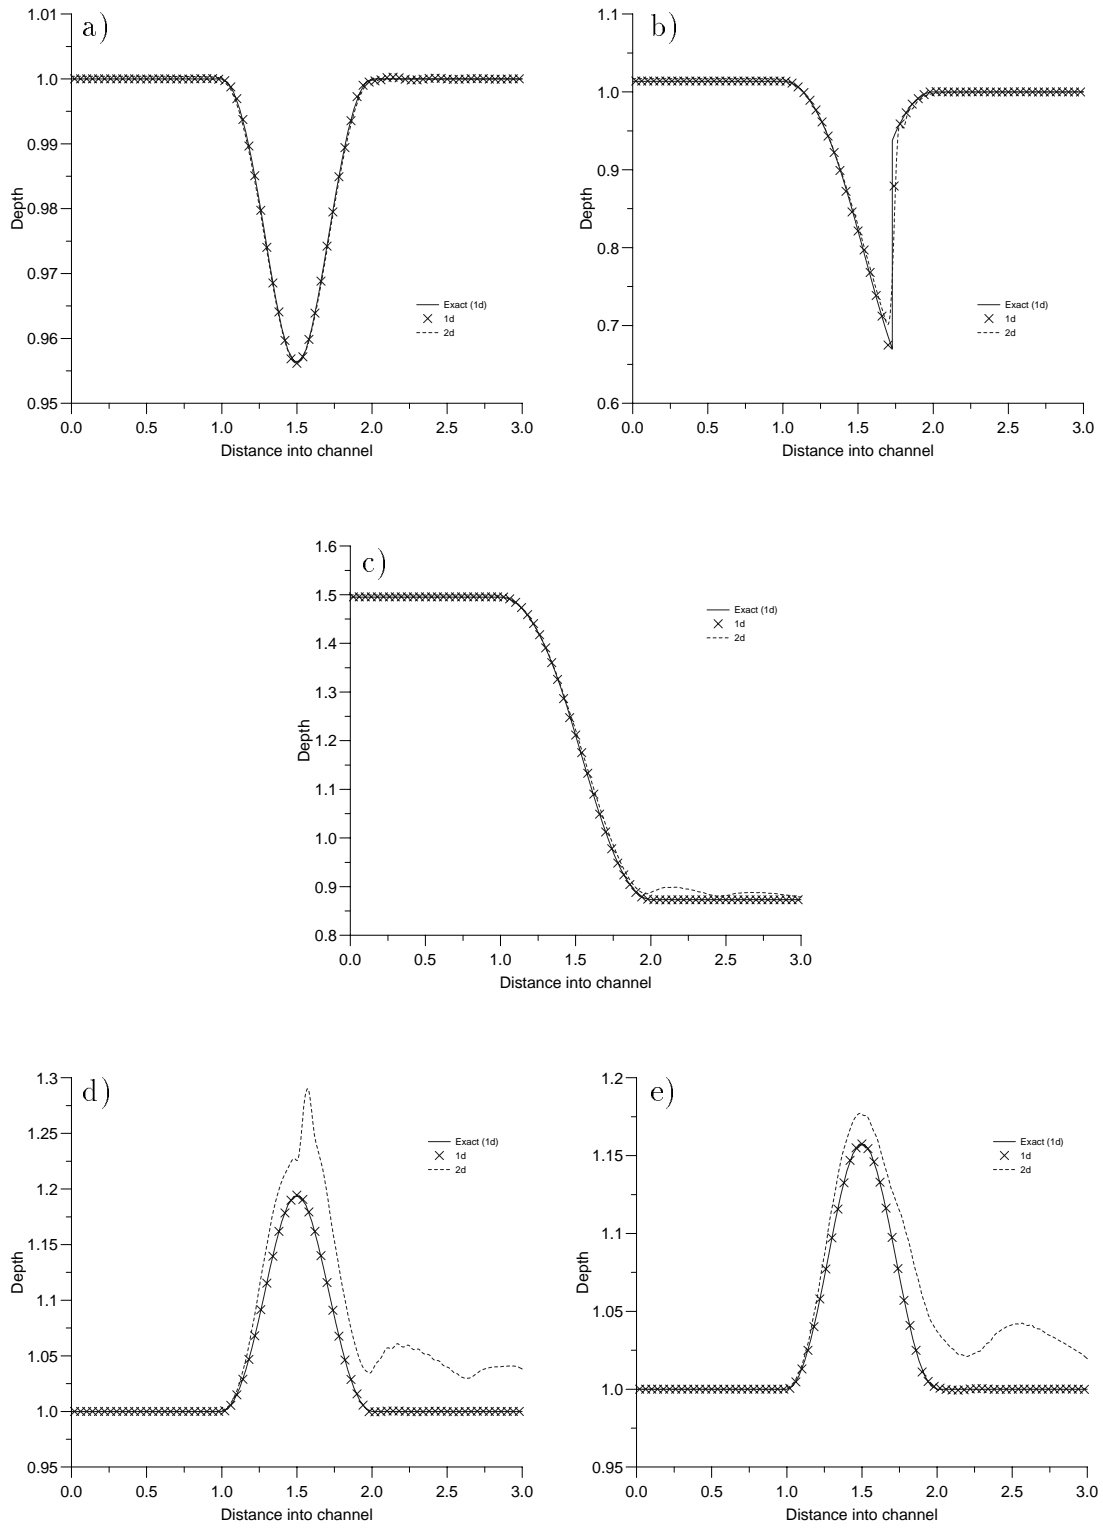 a)
1.01
1.0
0.99
0.98
0.97
0.96
0.95
Depth
Exact (1d)
1d
2d
0.0 0.5 1.0 1.5 2.0 2.5 3.0
Distance into channel
b)
1.1
1.0
0.9
0.8
0.7
0.6
Depth
Exact (1d)
1d
2d
0.0 0.5 1.0 1.5 2.0 2.5 3.0
Distance into channel
c)
1.6
1.5
1.4
1.3
1.2
1.1
1.0
0.9
0.8
Depth
Exact (1d)
1d
2d
0.0 0.5 1.0 1.5 2.0 2.5 3.0
Distance into channel
d)
1.3
1.25
1.2
1.15
1.1
1.05
1.0
0.95
Depth
Exact (1d)
1d
2d
0.0 0.5 1.0 1.5 2.0 2.5 3.0
Distance into channel
e)
1.2
1.15
1.1
1.05
1.0
0.95
Depth
Exact (1d)
1d
2d
0.0 0.5 1.0 1.5 2.0 2.5 3.0
Distance into channel